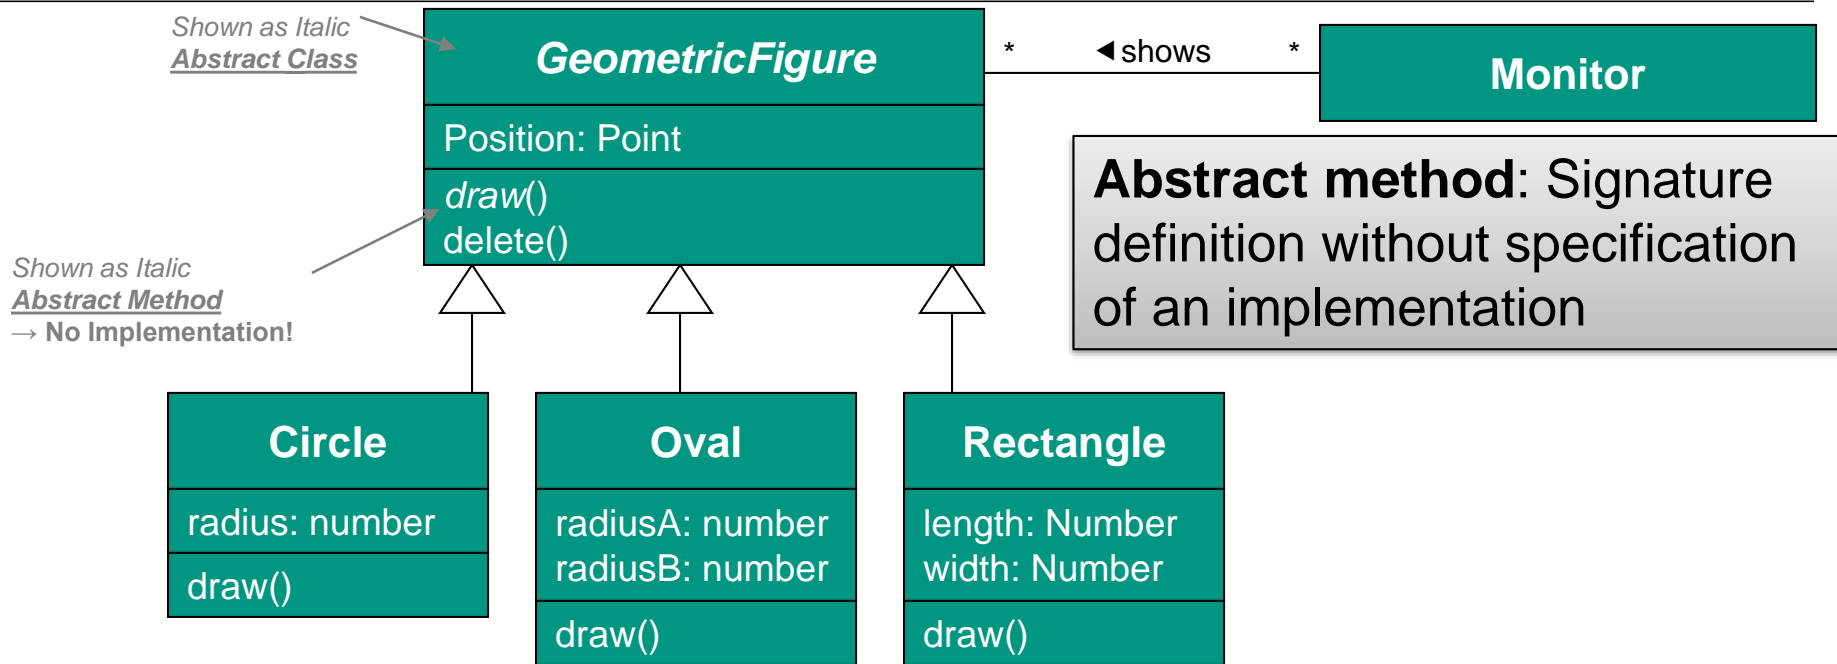 Shown as Italic
Abstract Class
GeometricFigure
* ◄shows *
Monitor
Position: Point
draw()
delete()
Shown as Italic
Abstract Method
→ No Implementation!
Abstract method: Signature
definition without specification
of an implementation
Circle
radius: number
draw()
Oval
radiusA: number
radiusB: number
draw()
Rectangle
length: Number
width: Number
draw()